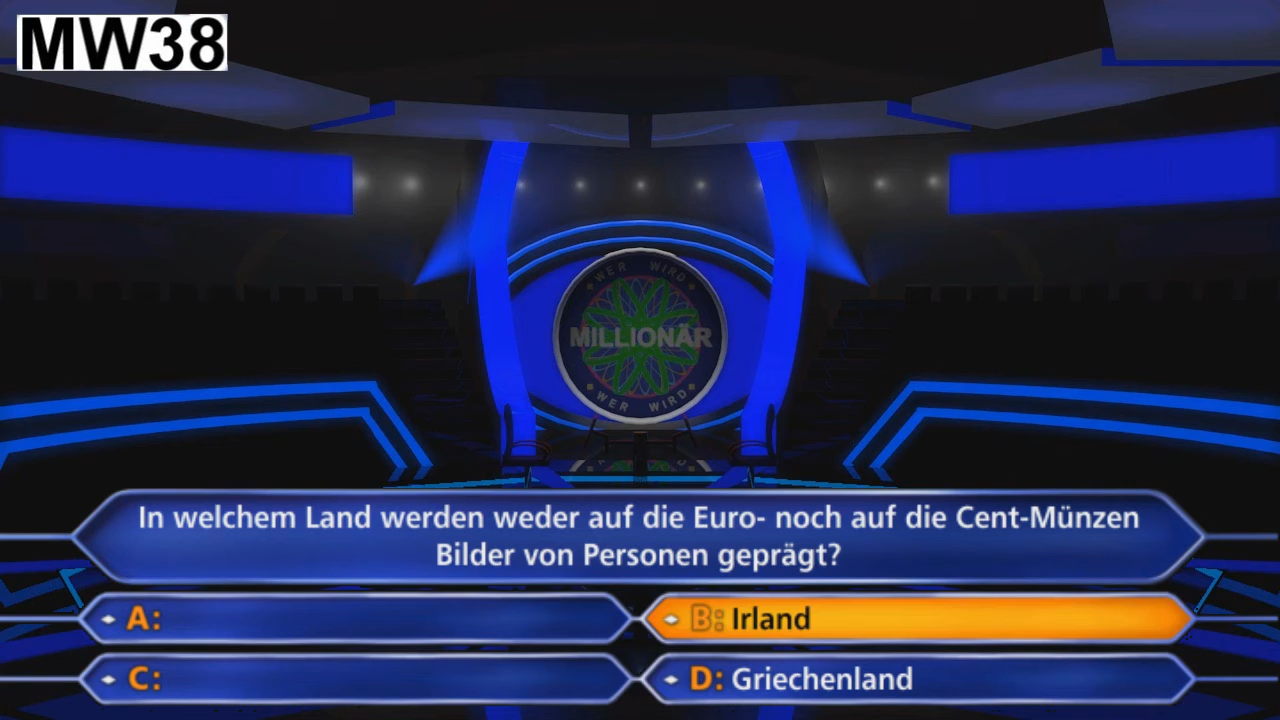 MW38
WER WIRD
MILLIONÄR
WER WIRD
In welchem Land werden weder auf die Euro- noch auf die Cent-Münzen
Bilder von Personen geprägt?
A:
B: Irland
C:
D: Griechenland